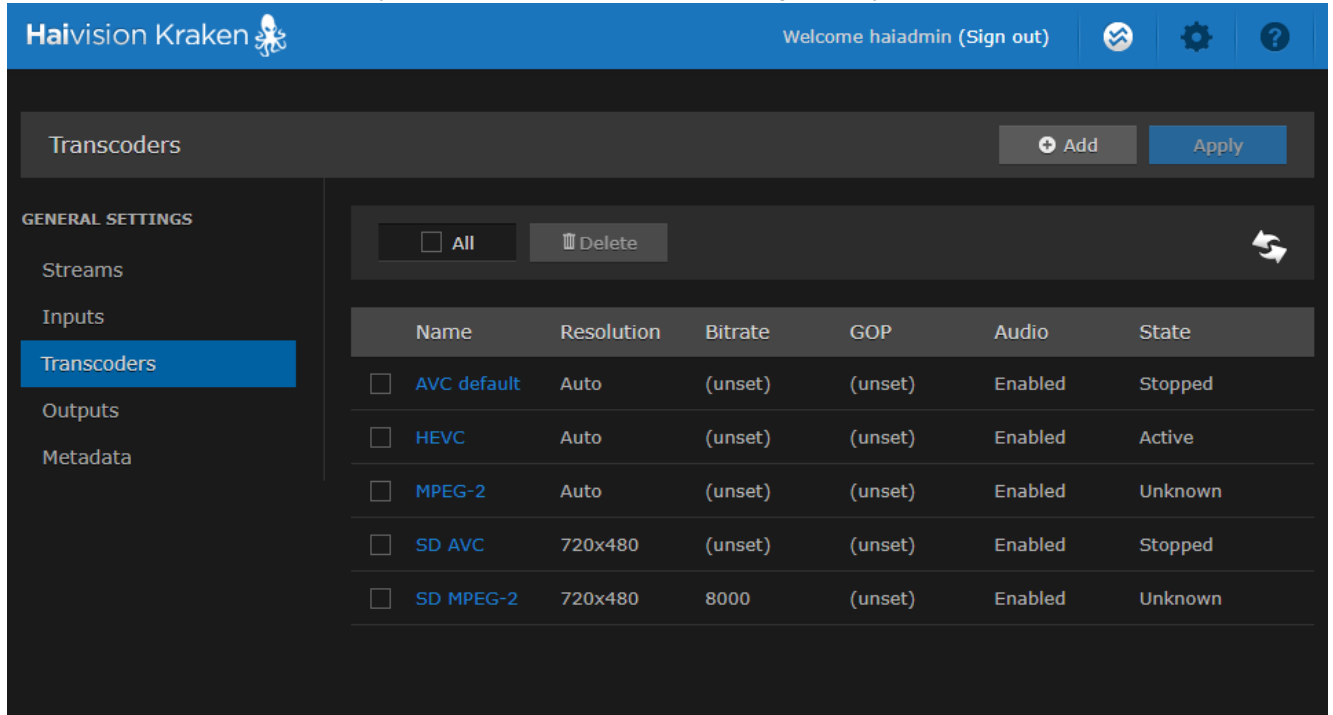 Haivision Kraken
Welcome haiadmin (Sign out)
Transcoders
Add
Apply
GENERAL SETTINGS
Streams
Inputs
Transcoders
Outputs
Metadata
All
Delete
Name Resolution Bitrate GOP Audio State
AVC default Auto (unset) (unset) Enabled Stopped
HEVC Auto (unset) (unset) Enabled Active
MPEG-2 Auto (unset) (unset) Enabled Unknown
SD AVC 720x480 (unset) (unset) Enabled Stopped
SD MPEG-2 720x480 8000 (unset) Enabled Unknown